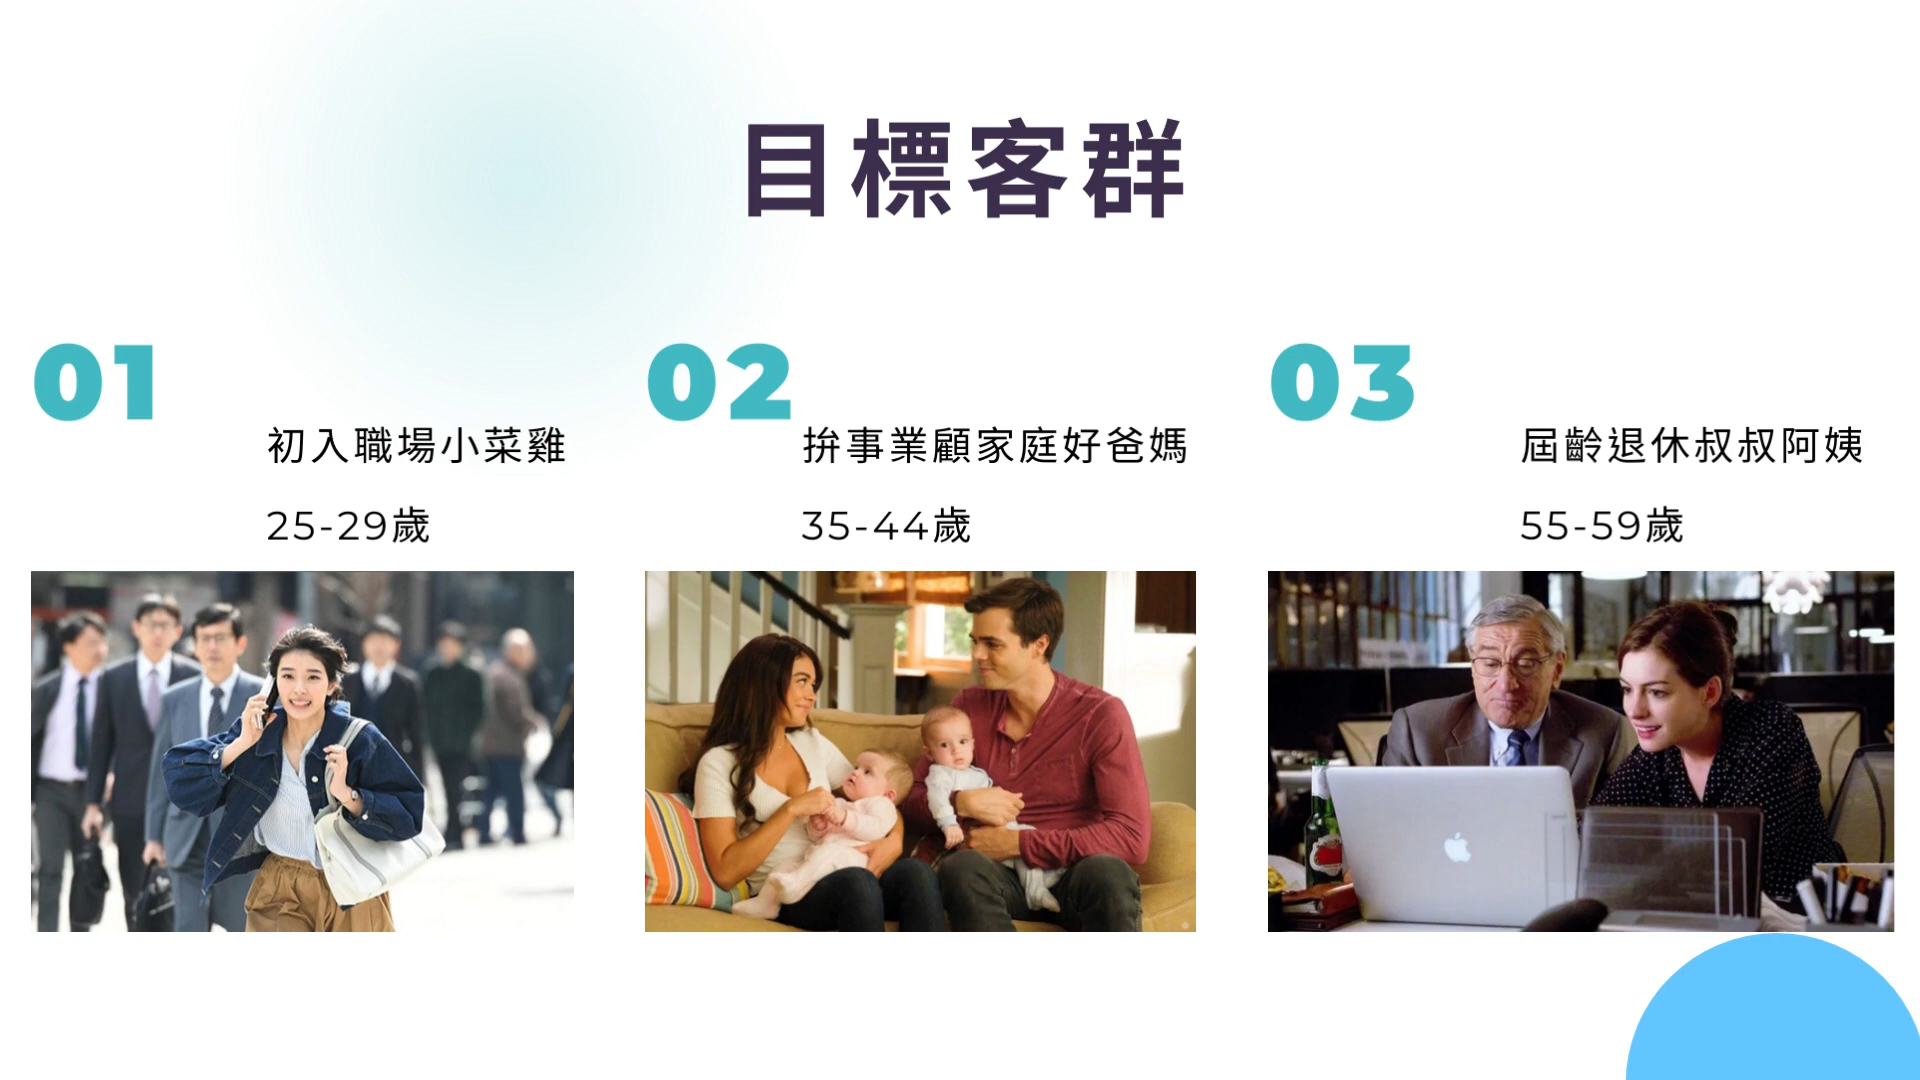 目標客群
01
初入職場小菜雞
25-29歲
02
拚事業顧家庭好爸媽
35-44歲
03
屆齡退休叔叔阿姨
55-59歲